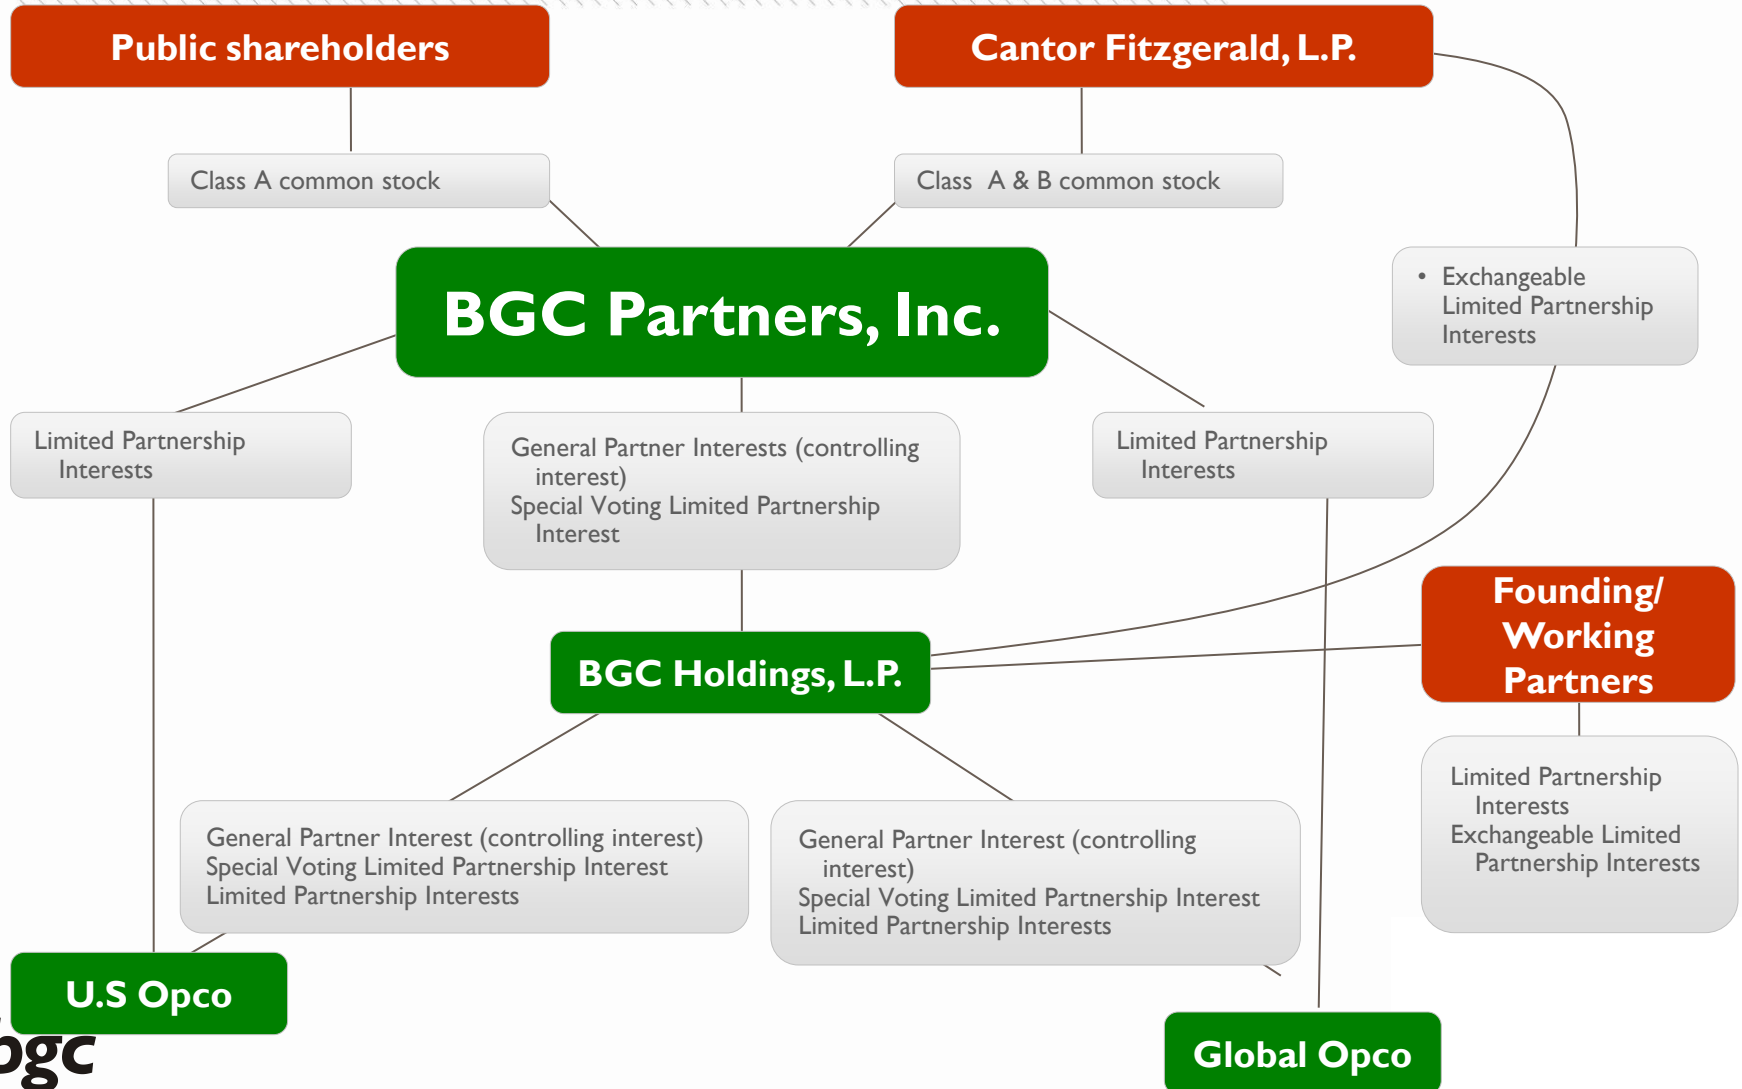 Public shareholders
Cantor Fitzgerald, L.P.
Class A common stock
Class A & B common stock
BGC Partners, Inc.
• Exchangeable
Limited Partnership
Interests
Limited Partnership
Interests
General Partner Interests (controlling
interest)
Special Voting Limited Partnership
Interest
Limited Partnership
Interests
Founding/
Working
Partners
BGC Holdings, L.P.
Limited Partnership
Interests
Exchangeable Limited
Partnership Interests
General Partner Interest (controlling interest)
Special Voting Limited Partnership Interest
Limited Partnership Interests
General Partner Interest (controlling
interest)
Special Voting Limited Partnership Interest
Limited Partnership Interests
U.S Opco
Global Opco
bgc